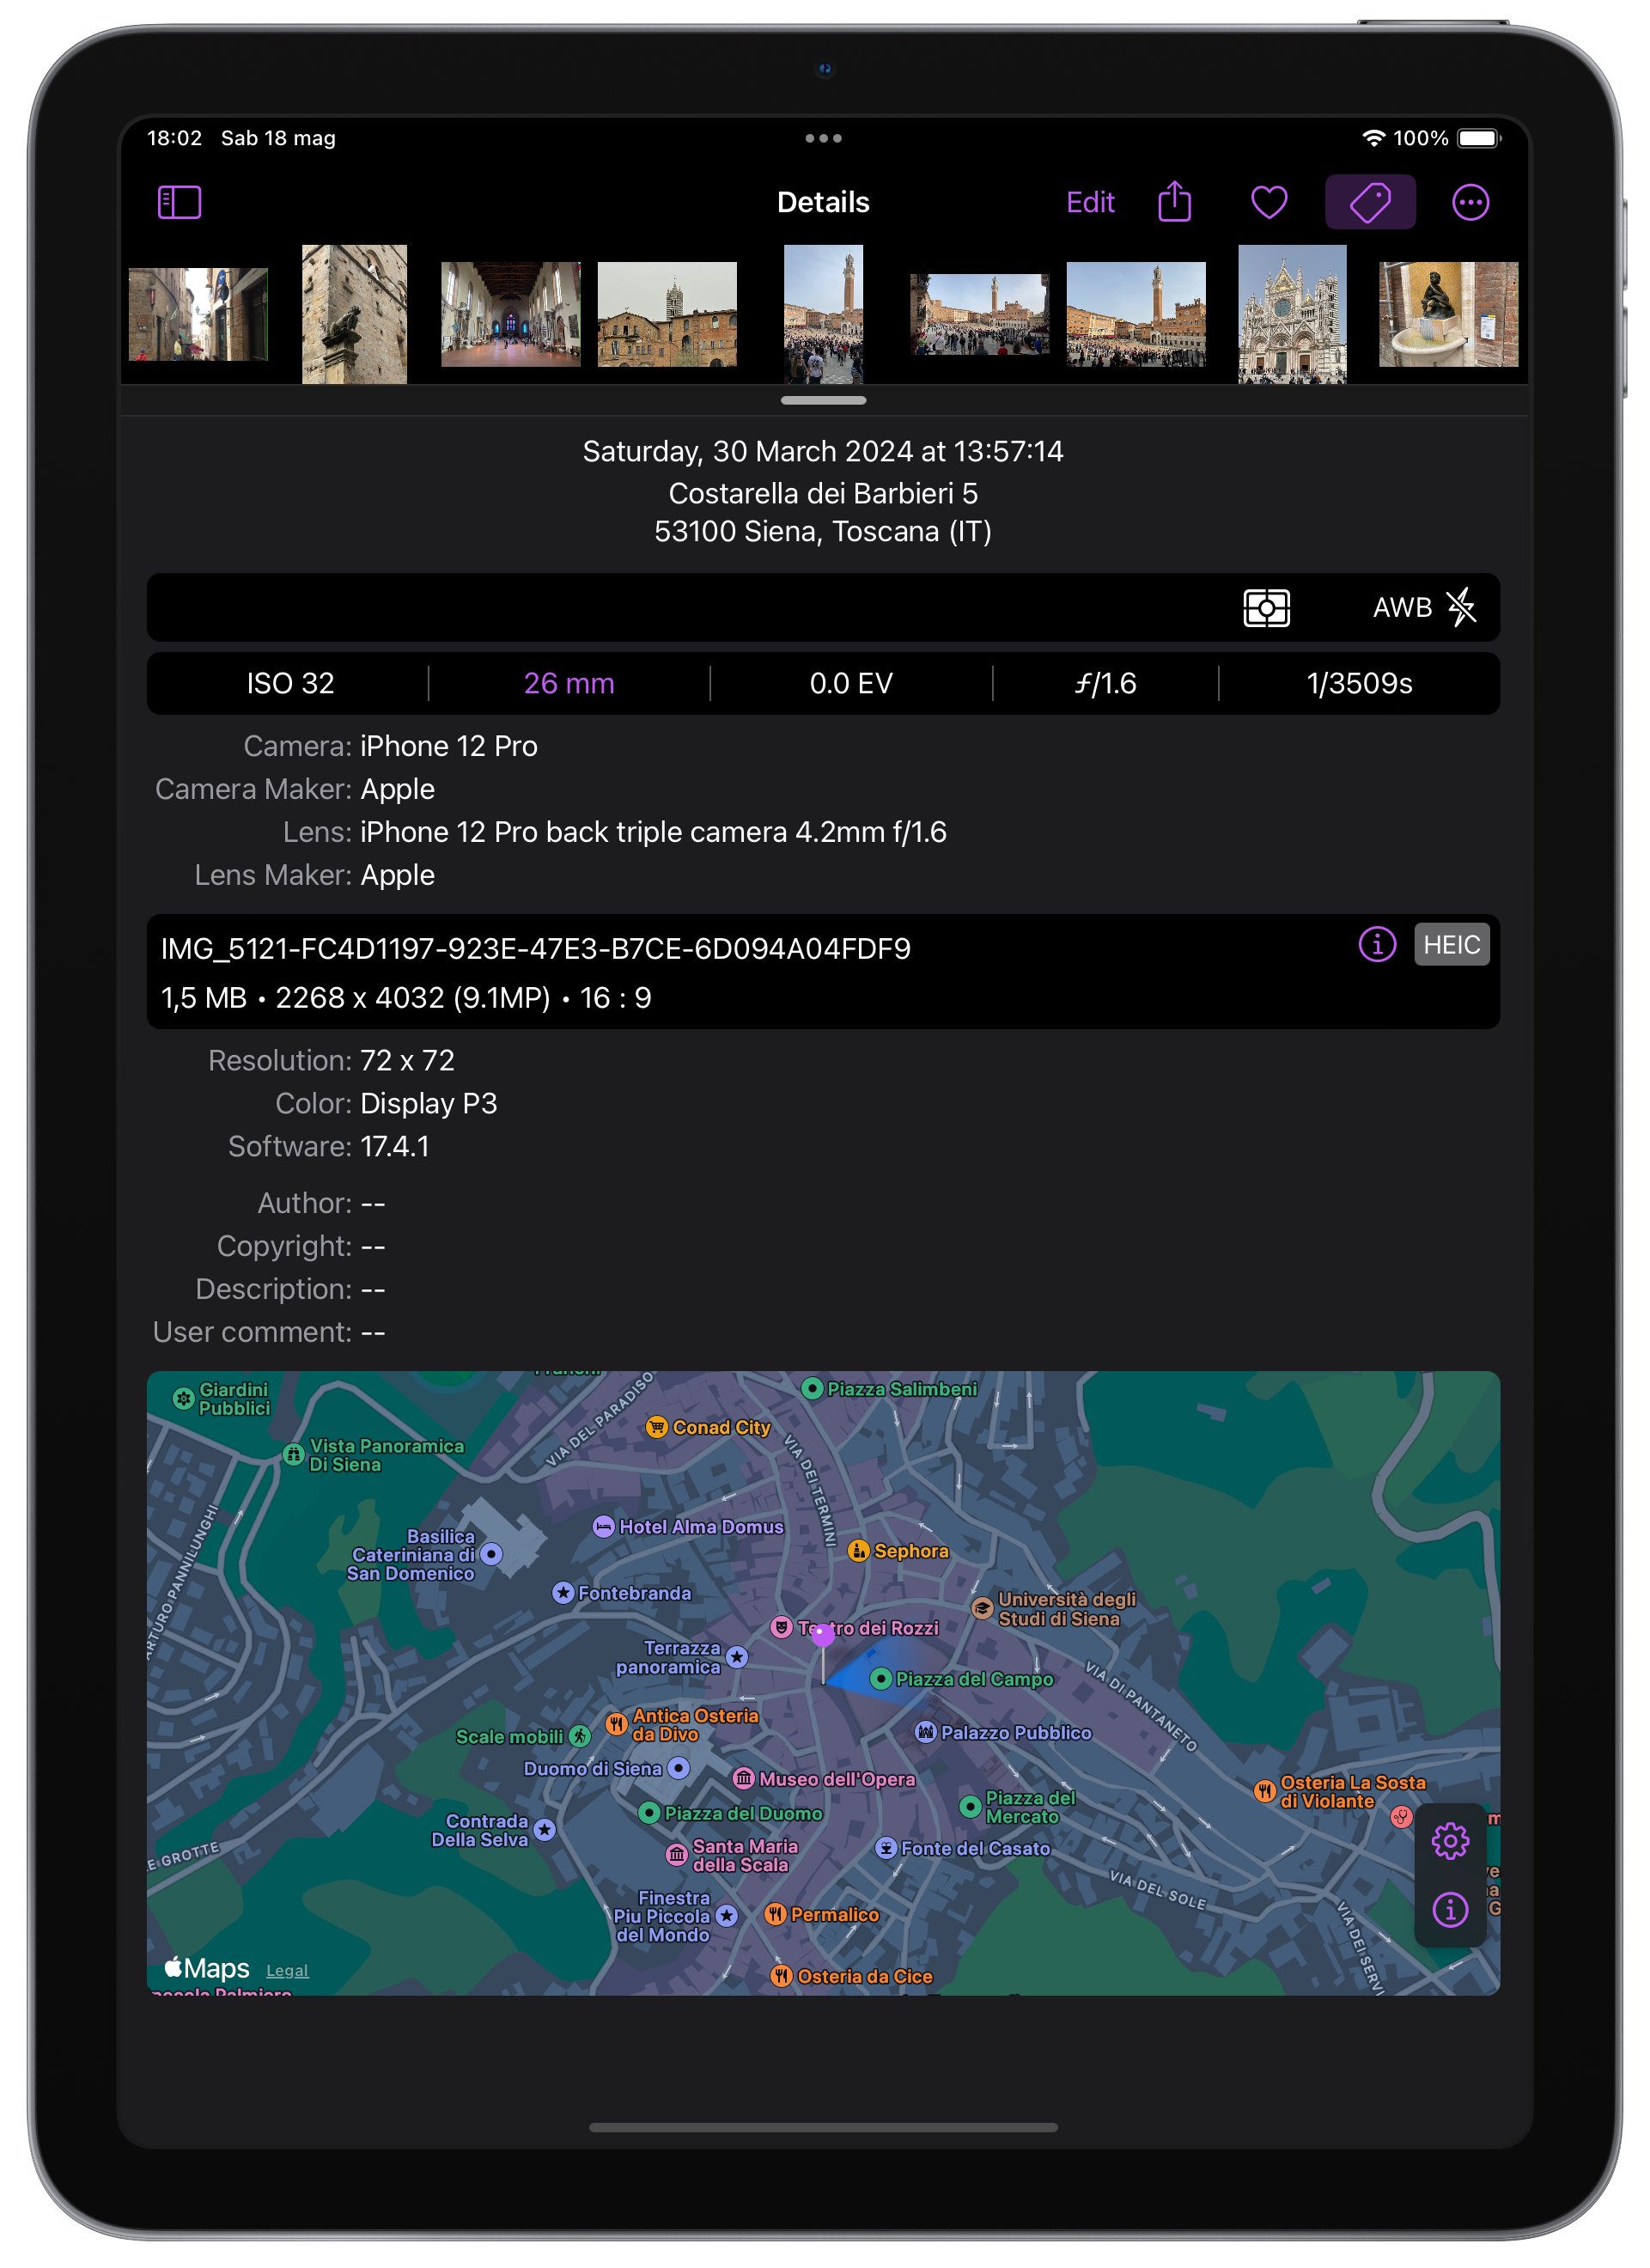 18:02 Sab 18 mag
100%
Details
Edit
Saturday, 30 March 2024 at 13:57:14
Costarella dei Barbieri 5
53100 Siena, Toscana (IT)
AWB
ISO 32
26 mm
0.0 EV
ƒ/1.6
1/3509s
Camera: iPhone 12 Pro
Camera Maker: Apple
Lens: iPhone 12 Pro back triple camera 4.2mm f/1.6
Lens Maker: Apple
IMG_5121-FC4D1197-923E-47E3-B7CE-6D094A04FDF9
HEIC
1,5 MB • 2268 x 4032 (9.1MP) • 16 : 9
Resolution: 72 x 72
Color: Display P3
Software: 17.4.1
Author: --
Copyright: --
Description: --
User comment: --
Giardini
Pubblici
Piazza Salimbeni
VIA DEL PARADISO
Conad City
Vista Panoramica
Di Siena
VIA DEI TERMINI
ARTURO PANNILUNGHI
Hotel Alma Domus
Basilica
Cateriniana di
San Domenico
Sephora
Fontebranda
Università degli
Studi di Siena
Teatro dei Rozzi
Terrazza
panoramica
Piazza del Campo
VIA DI PANTANETO
Antica Osteria
da Divo
Scale mobili
Palazzo Pubblico
Duomo di Siena
Museo dell'Opera
Osteria La Sosta
di Violante
Piazza del Duomo
Piazza del
Mercato
Contrada
Della Selva
Santa Maria
della Scala
Fonte del Casato
E GROTTE
VIA DEL SOLE
Finestra
Piu Piccola
del Mondo
Permalico
VIA DEI SERVI
Maps
Legal
Osteria da Cice